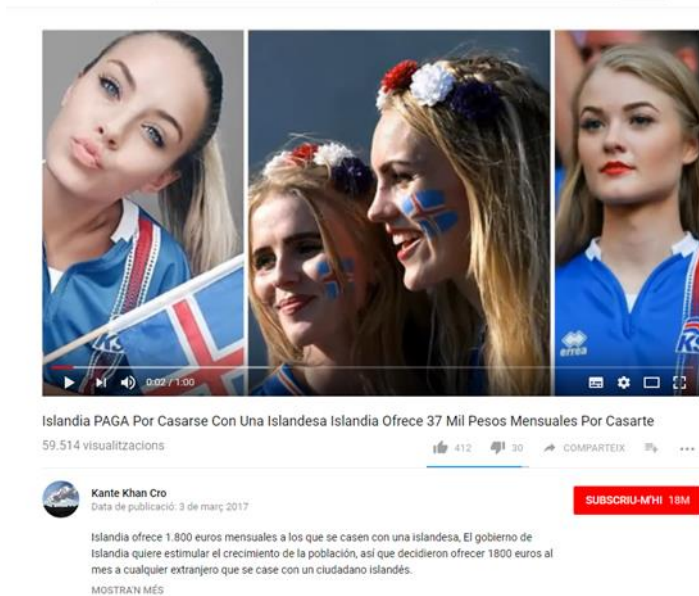 KS
errea
KS
0:02 / 1:00
Islandia PAGA Por Casarse Con Una Islandesa Islandia Ofrece 37 Mil Pesos Mensuales Por Casarte
59.514 visualitzacions
412 30 COMPARTEIX
Kante Khan Cro
Data de publicació: 3 de març 2017
SUBSCRIU-M'HI 18M
Islandia ofrece 1.800 euros mensuales a los que se casen con una islandesa, El gobierno de
Islandia quiere estimular el crecimiento de la población, así que decidieron ofrecer 1800 euros al
mes a cualquier extranjero que se case con un ciudadano islandés.
MOSTRA'N MÉS